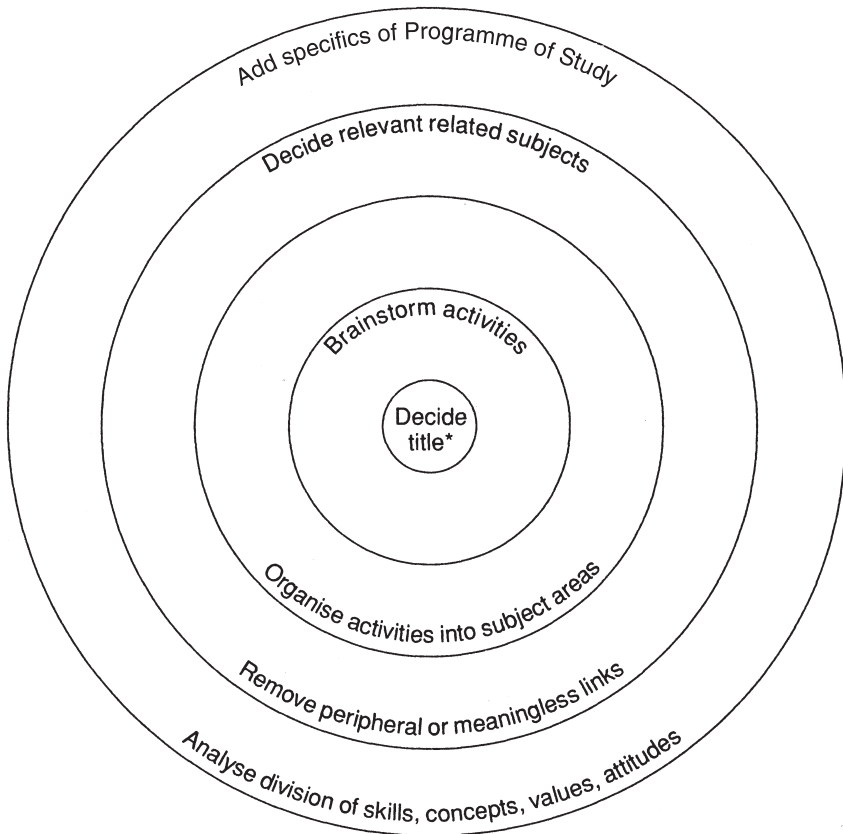 Add specifics of Programme of Study
Decide relevant related subjects
Brainstorm activities
Decide
title*
Organise activities into subject areas
Remove peripheral or meaningless links
Analyse division of skills, concepts, values, attitudes